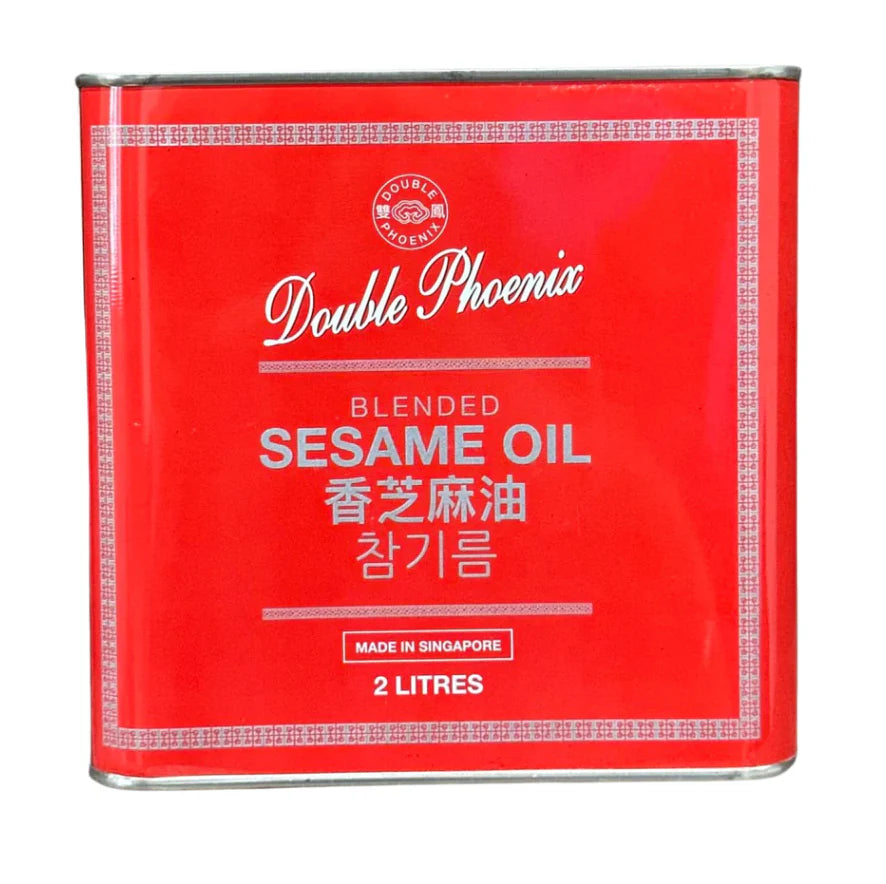 DOUBLE
雙 鳳
PHOENIX
Double Phoenix
BLENDED
SESAME OIL
香芝麻油
참기름
MADE IN SINGAPORE
2 LITRES